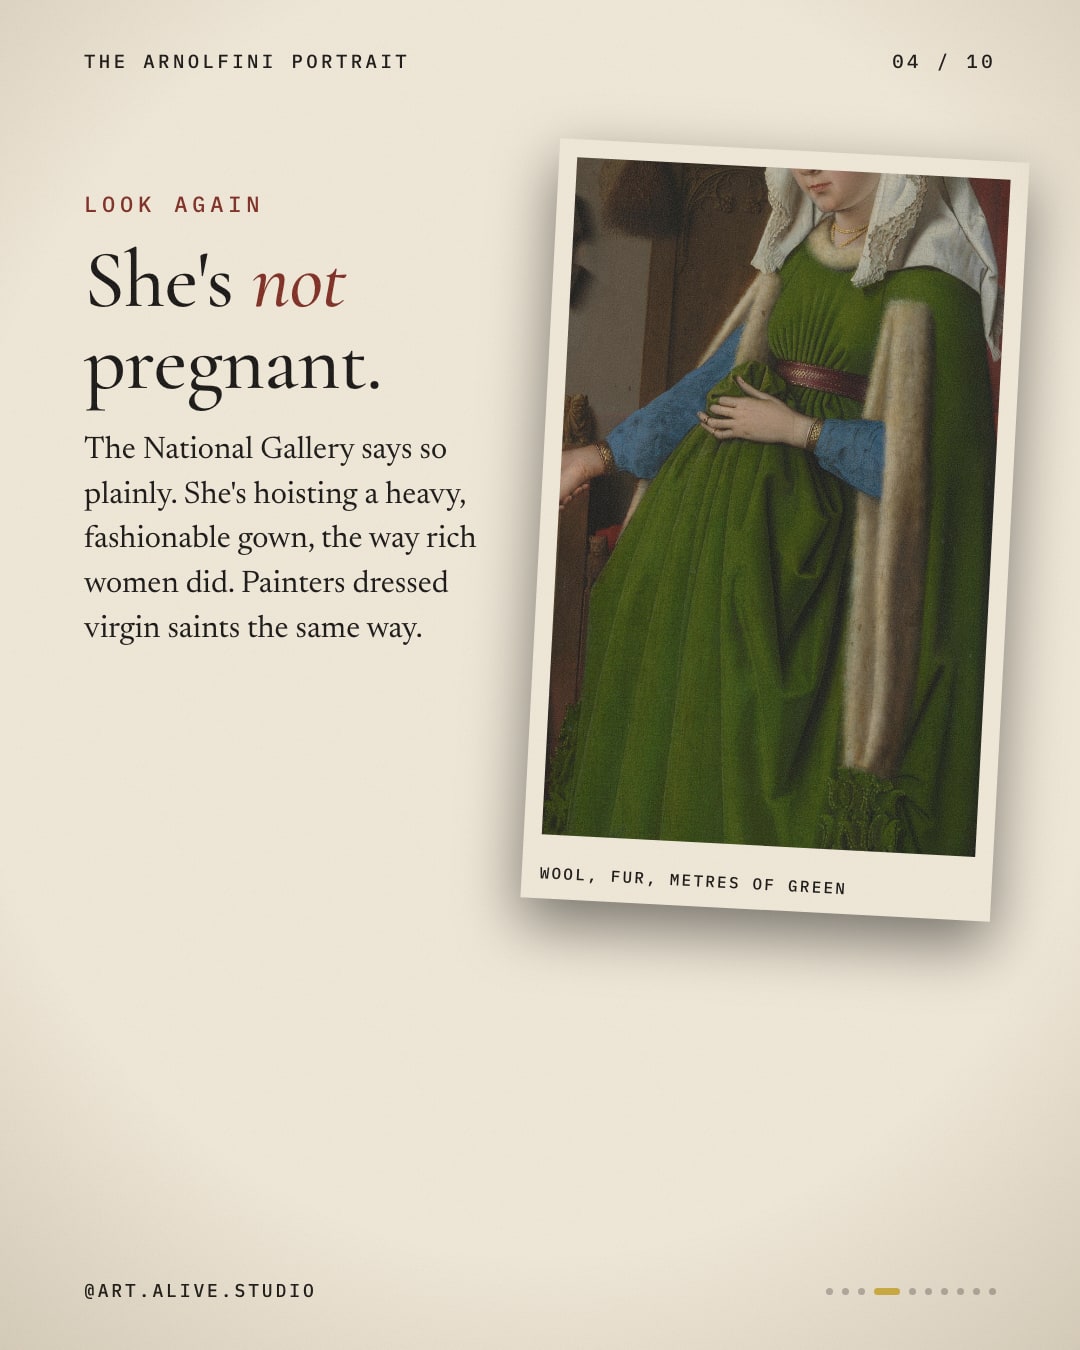 THE ARNOLFINI PORTRAIT
04 / 10
LOOK AGAIN
She's not
pregnant.
The National Gallery says so
plainly. She's hoisting a heavy,
fashionable gown, the way rich
women did. Painters dressed
virgin saints the same way.
WOOL, FUR, METRES OF GREEN
@ART.ALIVE.STUDIO